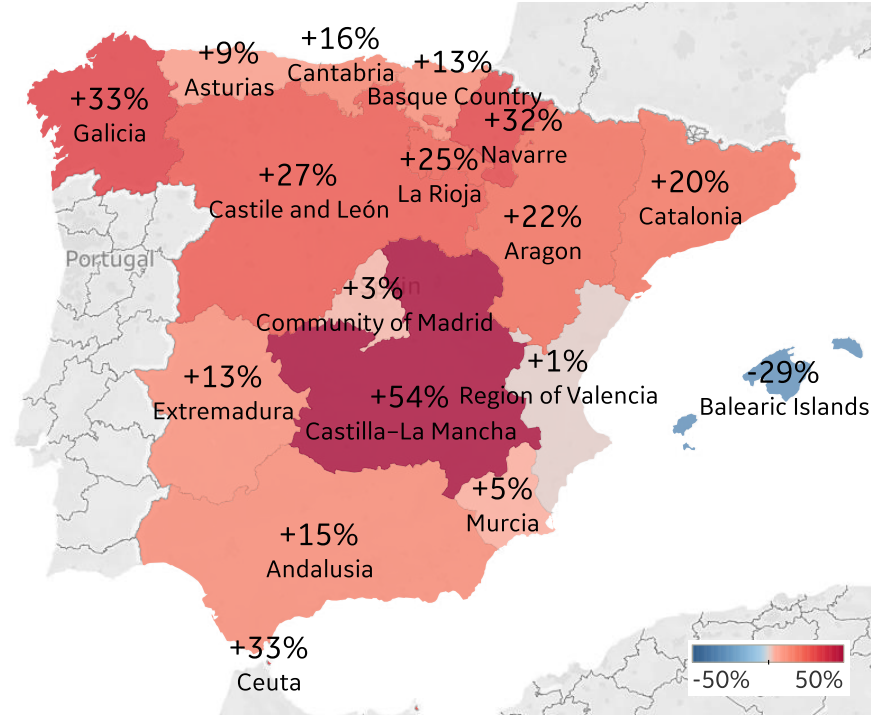 +16%
Cantabria
+9%
Asturias
+13%
Basque Country
+33%
Galicia
+32%
Navarre
+25%
La Rioja
+27%
Castile and León
+20%
Catalonia
+22%
Aragon
Portugal
+3%
Community of Madrid
+1%
Region of Valencia
-29%
Balearic Islands
+13%
Extremadura
+54%
Castilla–La Mancha
+5%
Murcia
+15%
Andalusia
+33%
Ceuta
-50% 50%